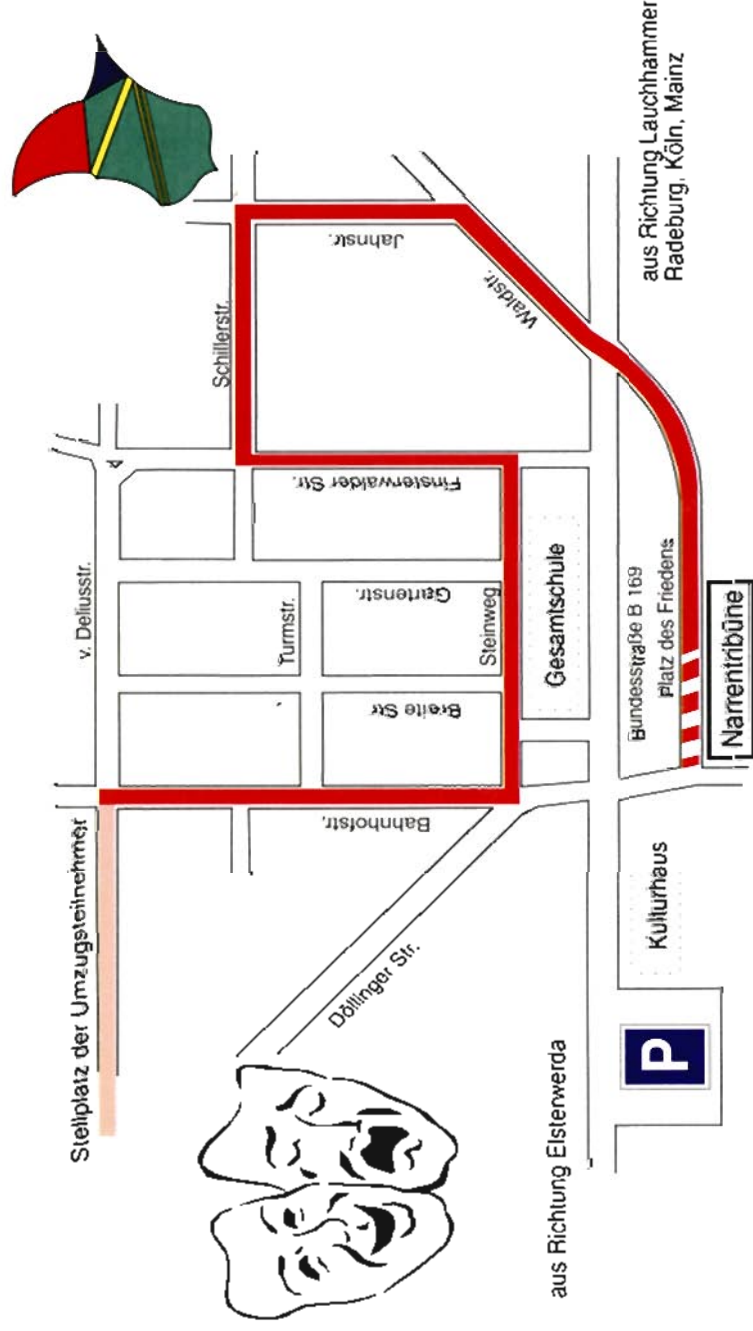 Stellplatz der Umzugsteilnehmer
v. Deliusstr.
Schillerstr.
Turmstr.
Bahnhofstr.
Breite Str
Gartenstr.
Finsterwalder Str.
Jahnstr.
Waldstr.
Steinweg
Döllinger Str.
Gesamtschule
aus Richtung Elsterwerda
Bundesstraße B 169
Platz des Friedens
aus Richtung Lauchhammer
Radeburg, Köln, Mainz
Kulturhaus
P
Narrentribüne